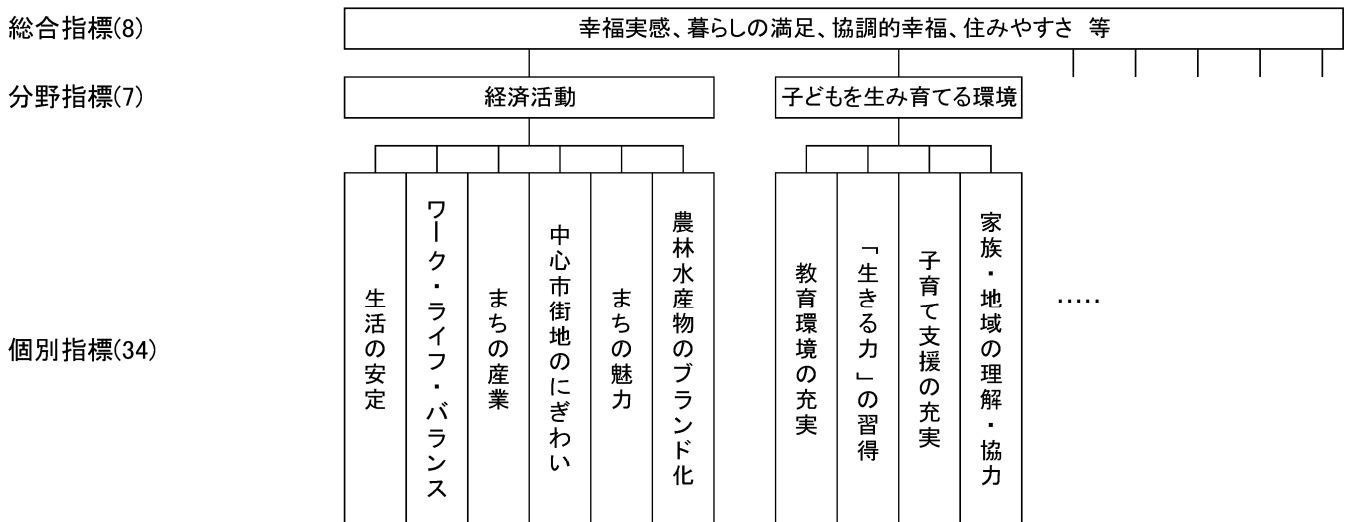 総合指標(8)
幸福実感、暮らしの満足、協調的幸福、住みやすさ 等
分野指標(7)
経済活動
子どもを生み育てる環境
個別指標(34)
生活の安定
ワーク・ライフ・バランス
まちの産業
中心市街地のにぎわい
まちの魅力
農林水産物のブランド化
教育環境の充実
「生きる力」の習得
子育て支援の充実
家族・地域の理解・協力
.....